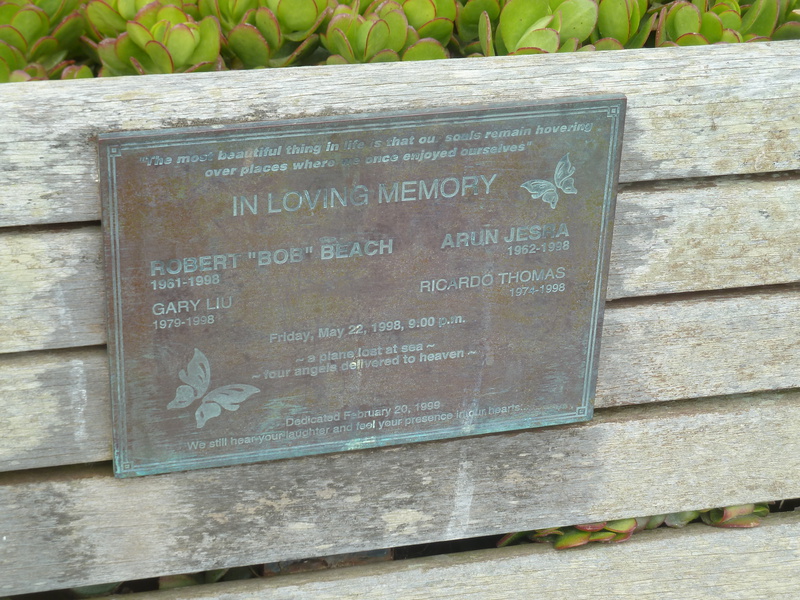 "The most beautiful thing in life is that our souls remain hovering
over places where we once enjoyed ourselves"
IN LOVING MEMORY
ROBERT "BOB" BEACH ARUN JESRA
1961-1998 1962-1998
GARY LIU RICARDO THOMAS
1979-1998 1974-1998
Friday, May 22, 1998, 9:00 p.m.
~ a plane lost at sea ~
~ four angels delivered to heaven ~
Dedicated February 20, 1999
We still hear your laughter and feel your presence in our hearts...